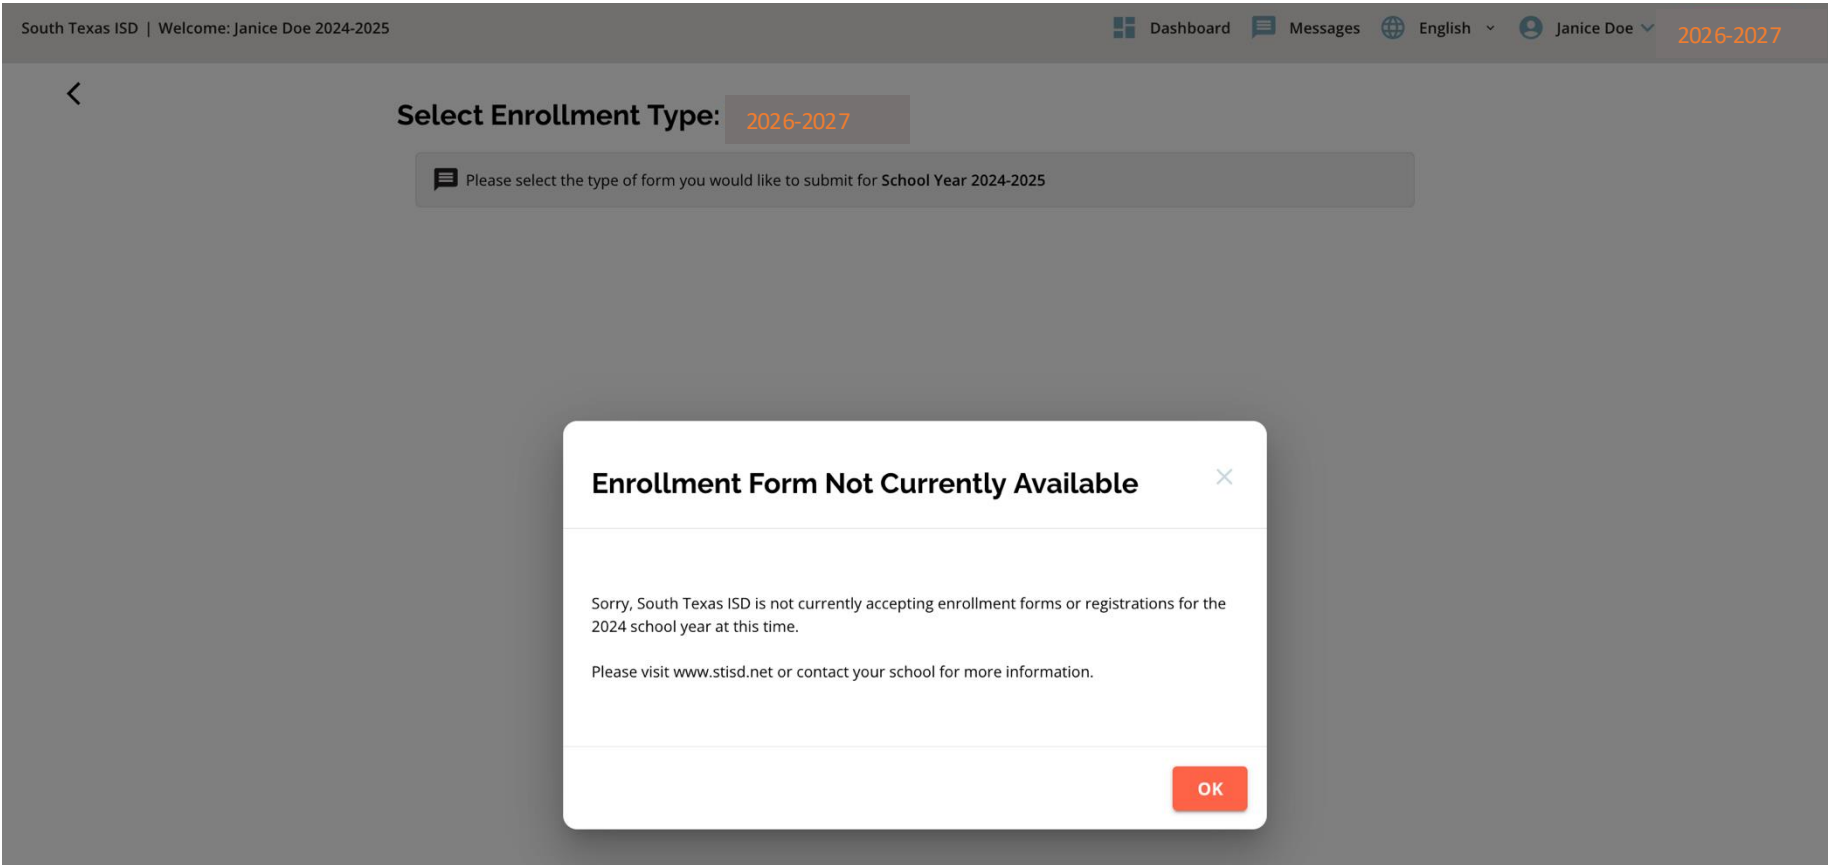 South Texas ISD | Welcome: Janice Doe 2024-2025
Dashboard
Messages
English
Janice Doe
2026-2027
Select Enrollment Type:
2026-2027
Please select the type of form you would like to submit for School Year 2024-2025
Enrollment Form Not Currently Available
Sorry, South Texas ISD is not currently accepting enrollment forms or registrations for the
2024 school year at this time.
Please visit www.stisd.net or contact your school for more information.
OK